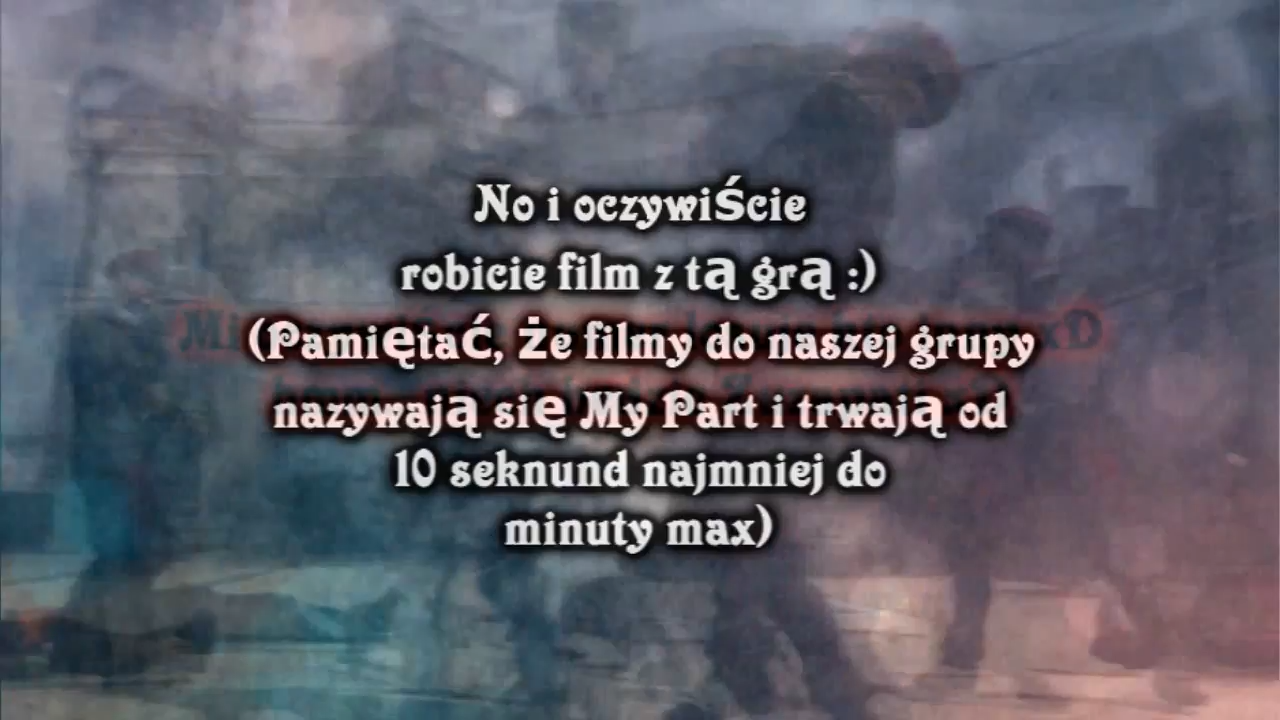 No i oczywiście
robicie film z tą grą :)
(Pamiętać, że filmy do naszej grupy
nazywają się My Part i trwają od
10 seknund najmniej do
minuty max)